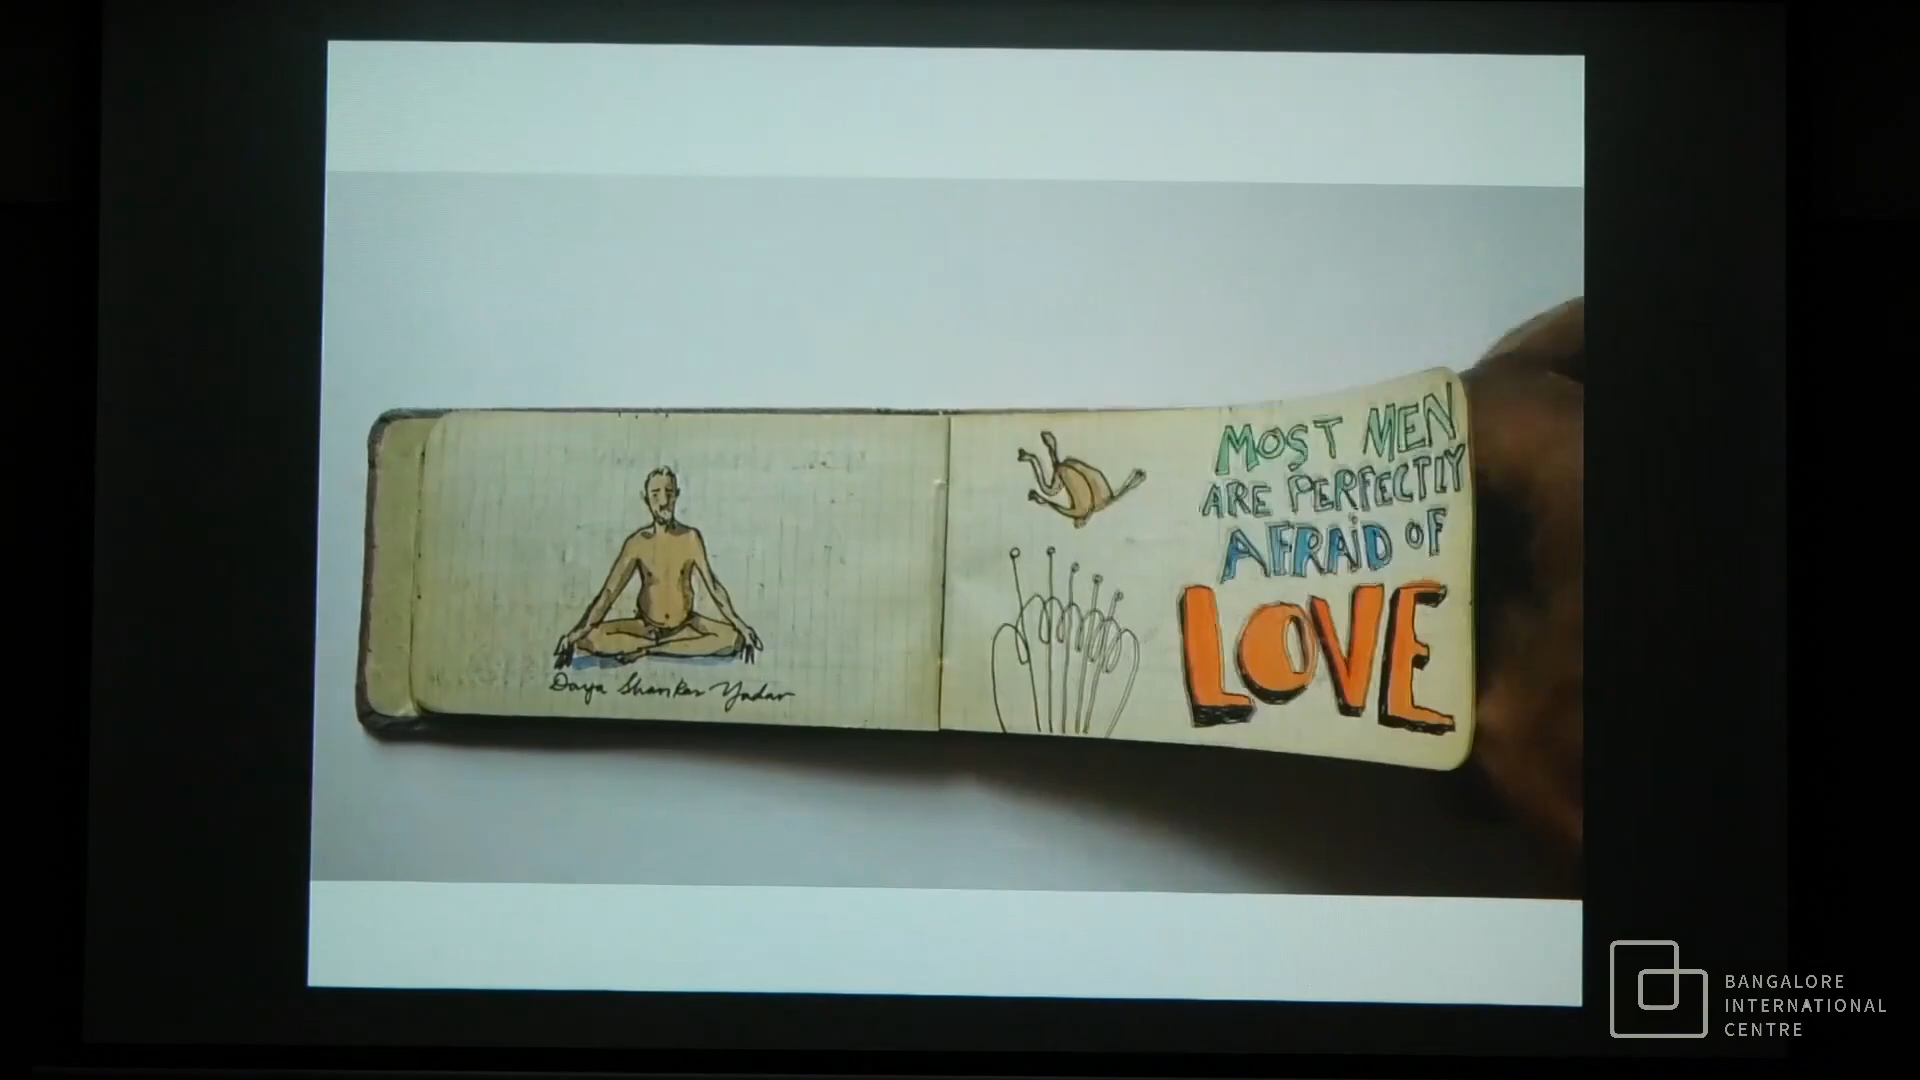 Daya Shankar Yadav
MOST MEN
ARE PERFECTLY
AFRAID OF
LOVE
BANGALORE
INTERNATIONAL
CENTRE